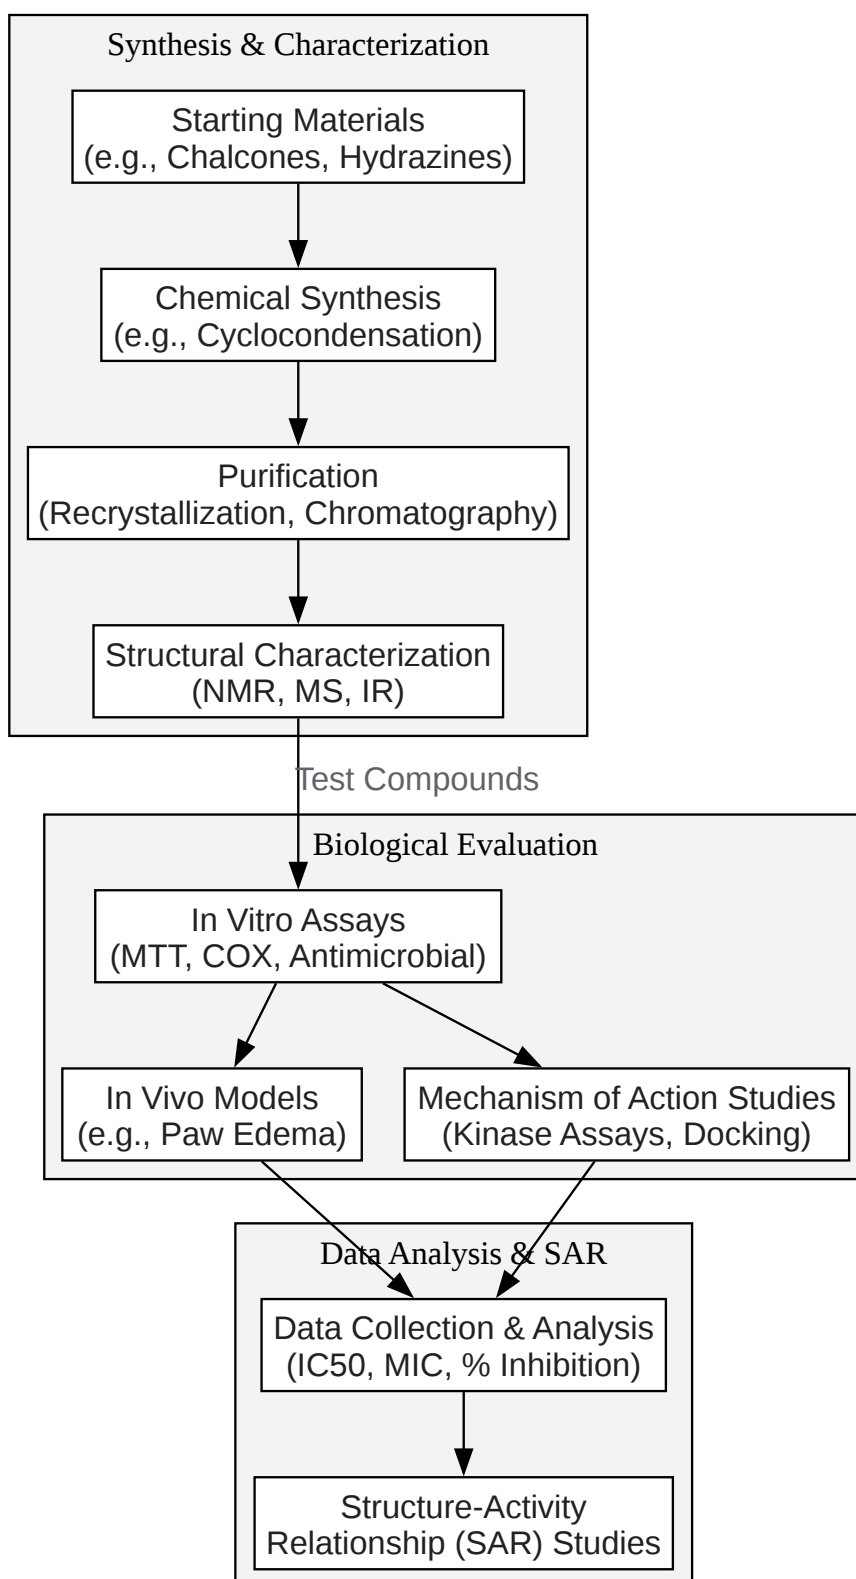 Synthesis & Characterization
Starting Materials
(e.g., Chalcones, Hydrazines)
Chemical Synthesis
(e.g., Cyclocondensation)
Purification
(Recrystallization, Chromatography)
Structural Characterization
(NMR, MS, IR)
Test Compounds
Biological Evaluation
In Vitro Assays
(MTT, COX, Antimicrobial)
In Vivo Models
(e.g., Paw Edema)
Mechanism of Action Studies
(Kinase Assays, Docking)
Data Analysis & SAR
Data Collection & Analysis
(IC50, MIC, % Inhibition)
Structure-Activity
Relationship (SAR) Studies